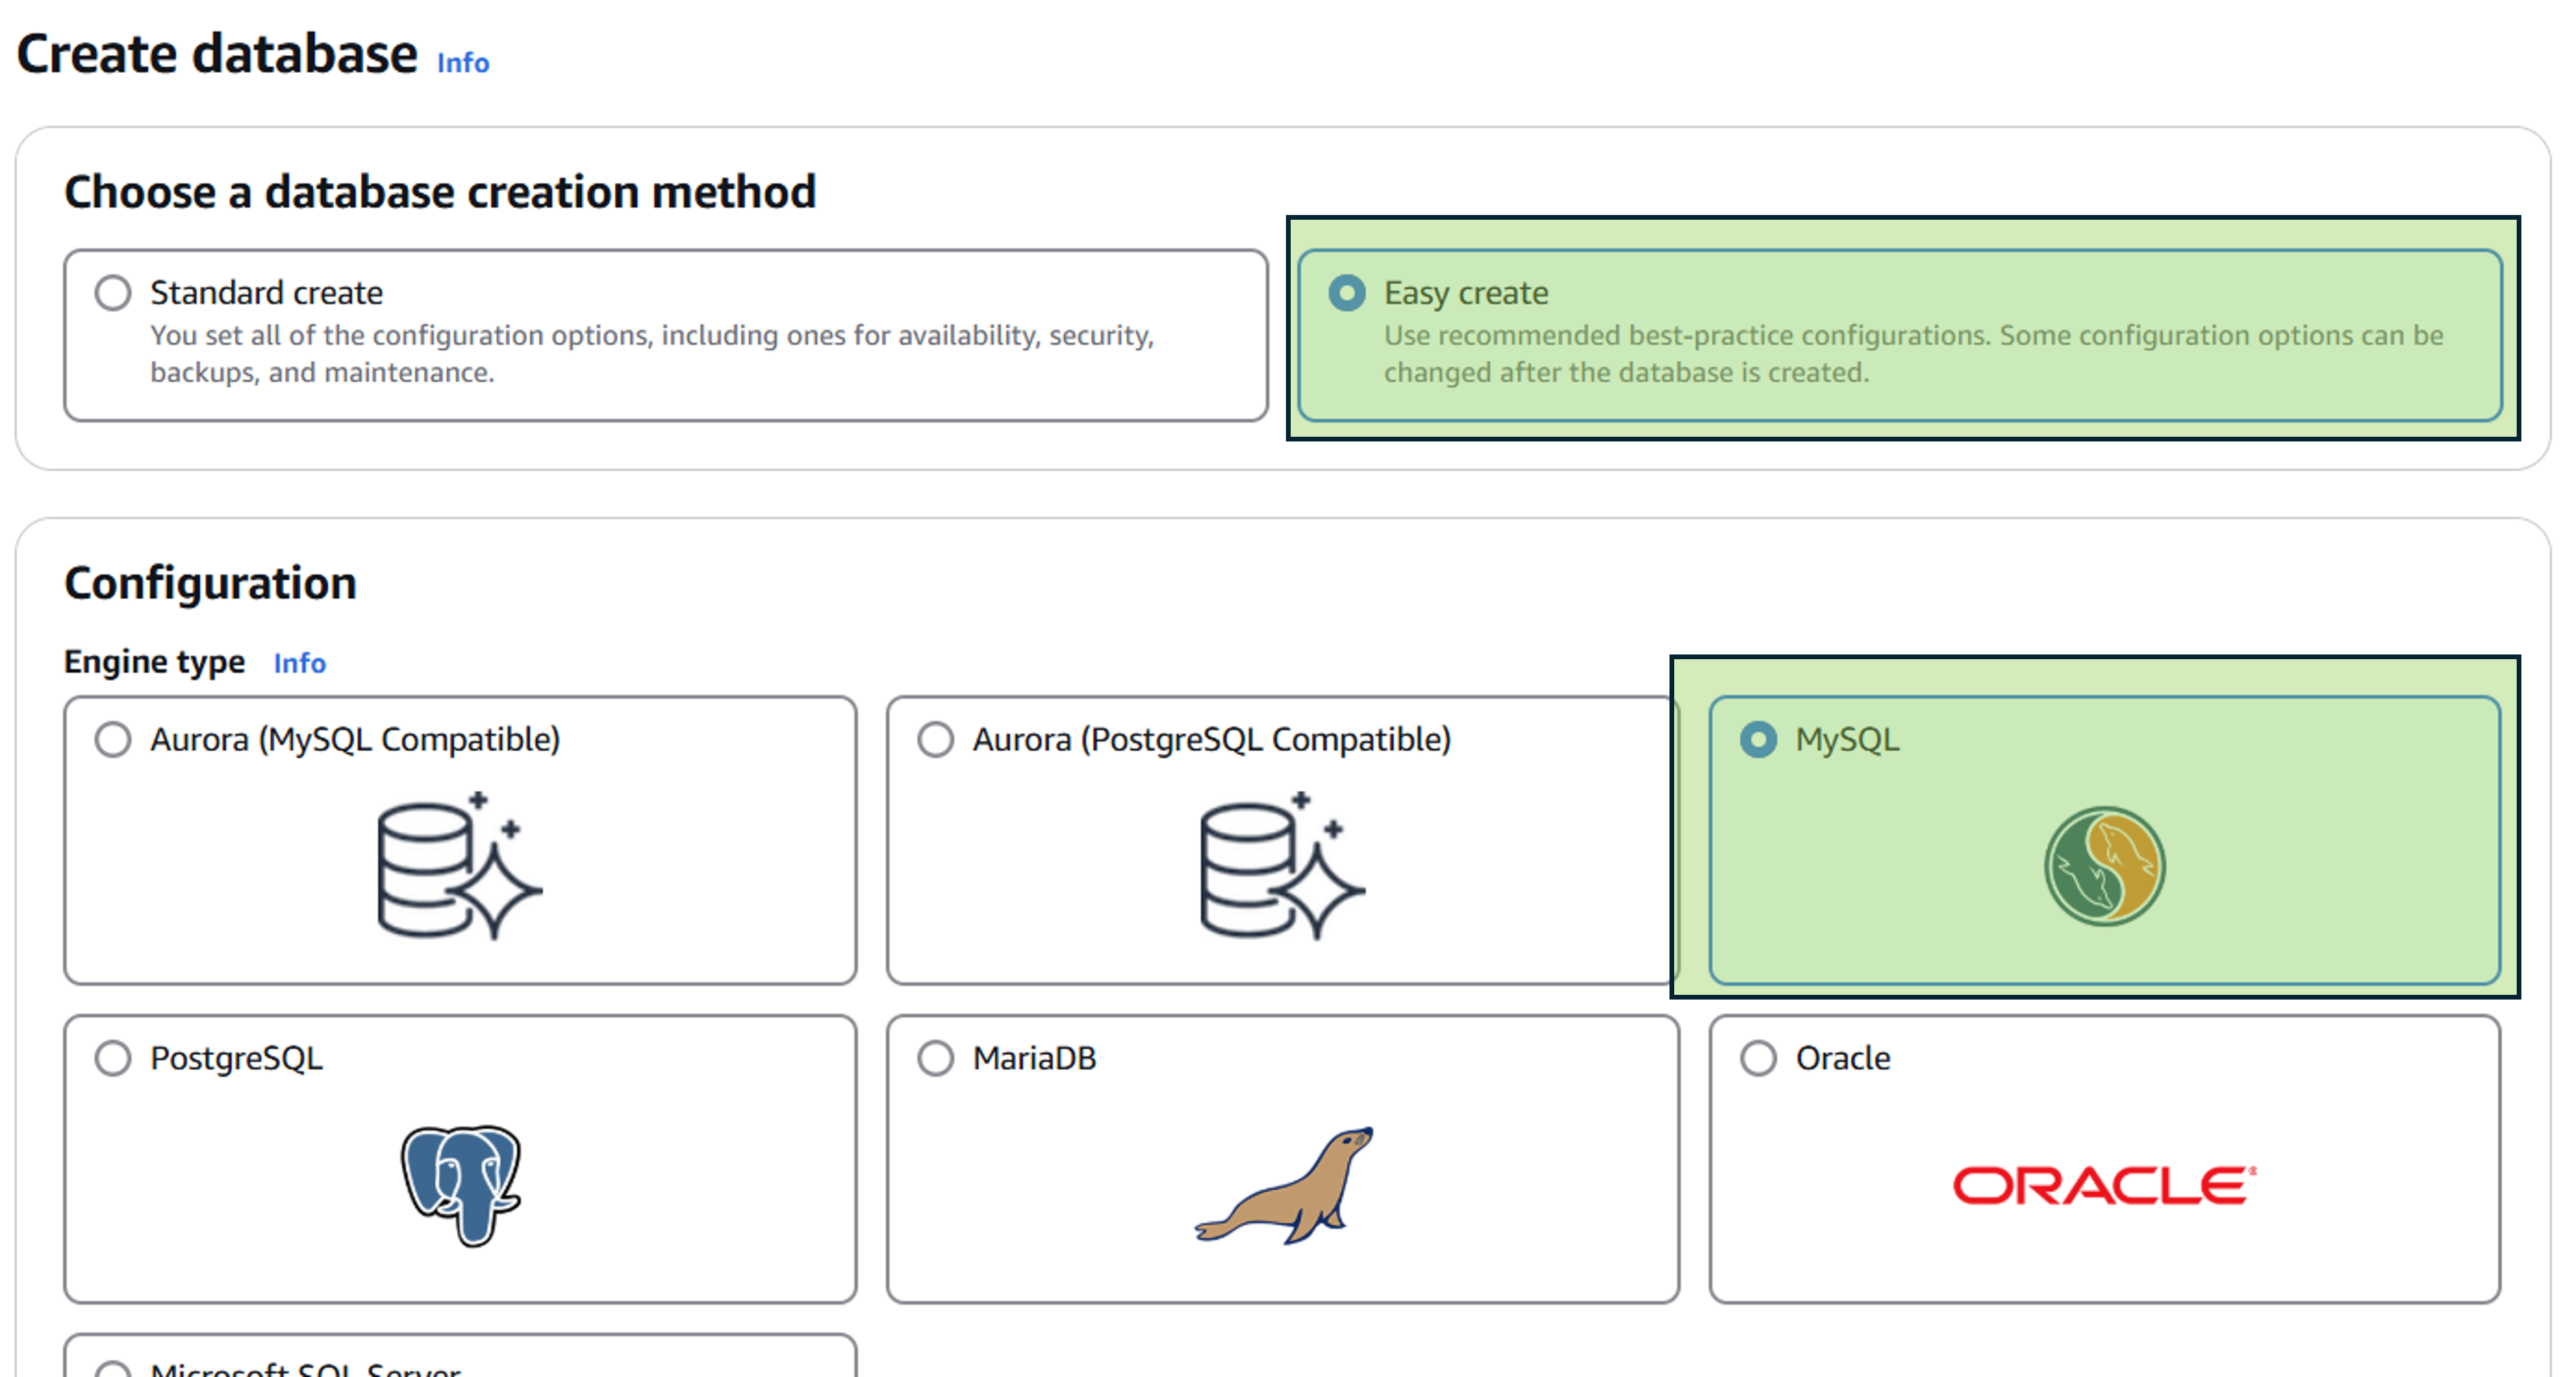 Create database Info
Choose a database creation method
Standard create
You set all of the configuration options, including ones for availability, security,
backups, and maintenance.
Easy create
Use recommended best-practice configurations. Some configuration options can be
changed after the database is created.
Configuration
Engine type Info
Aurora (MySQL Compatible)
Aurora (PostgreSQL Compatible)
MySQL
PostgreSQL
MariaDB
Oracle
ORACLE®
Microsoft SQL Server